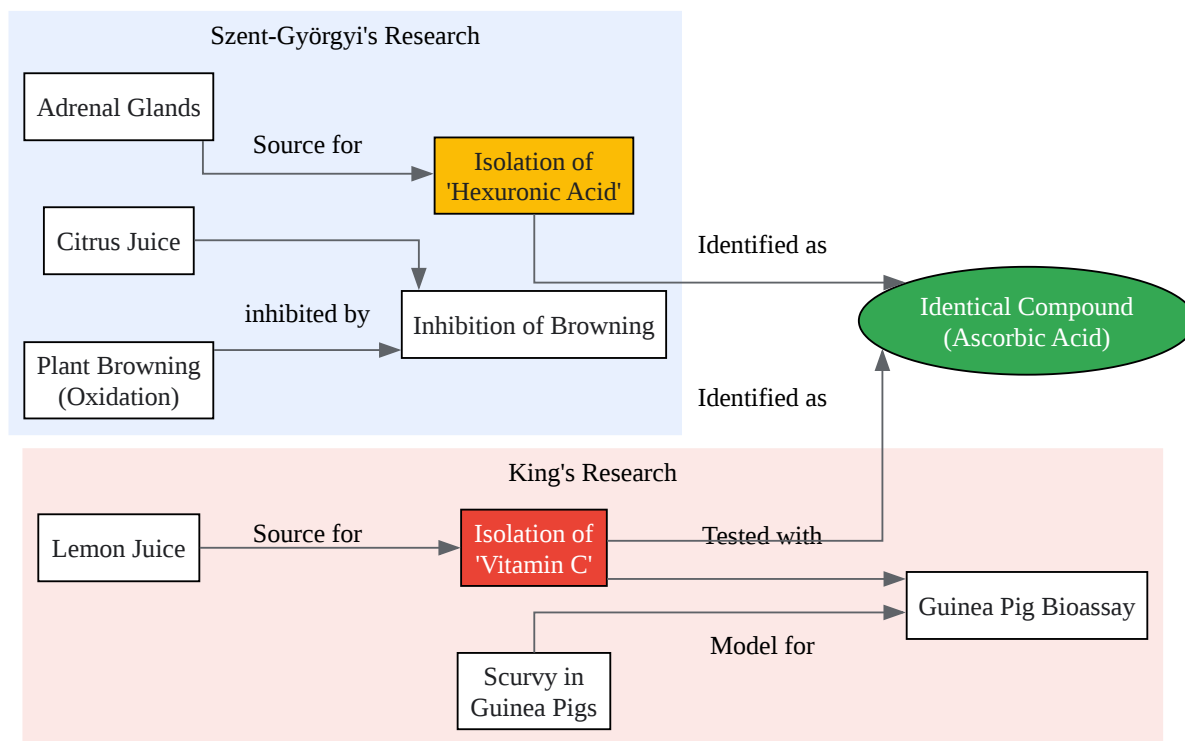 Szent-Györgyi's Research
Adrenal Glands
Source for
Isolation of
'Hexuronic Acid'
Citrus Juice
Identified as
inhibited by
Inhibition of Browning
Identical Compound
(Ascorbic Acid)
Plant Browning
(Oxidation)
Identified as
King's Research
Lemon Juice
Source for
Isolation of
'Vitamin C'
Tested with
Guinea Pig Bioassay
Model for
Scurvy in
Guinea Pigs